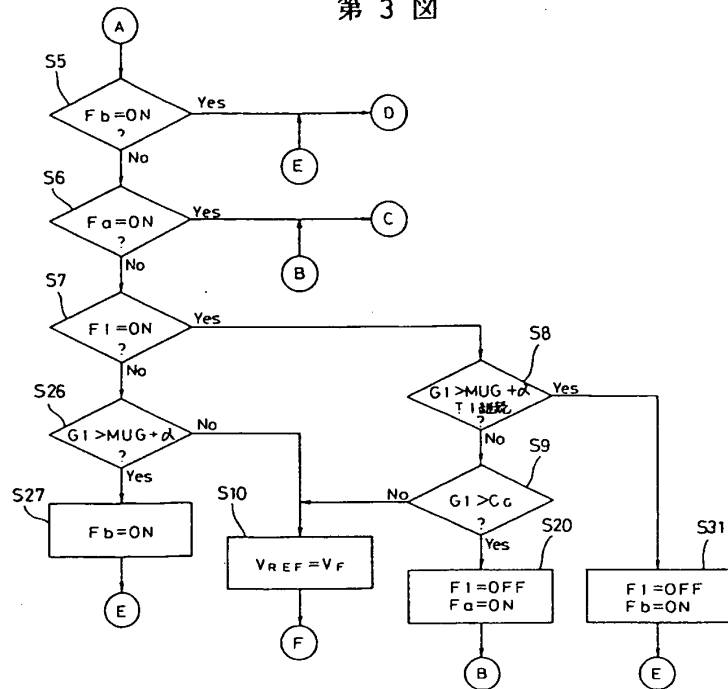 第 3 図
A
S5
Fb=ON
?
Yes
D
E
No
S6
Fa=ON
?
Yes
C
B
No
S7
F1=ON
?
Yes
No
S8
G1>MUG+α
T1継続
?
Yes
No
S26
G1>MUG+α
?
No
Yes
S9
G1>CG
?
No
Yes
S27
Fb=ON
E
S10
VREF=VF
F
S20
F1=OFF
Fa=ON
B
S31
F1=OFF
Fb=ON
E